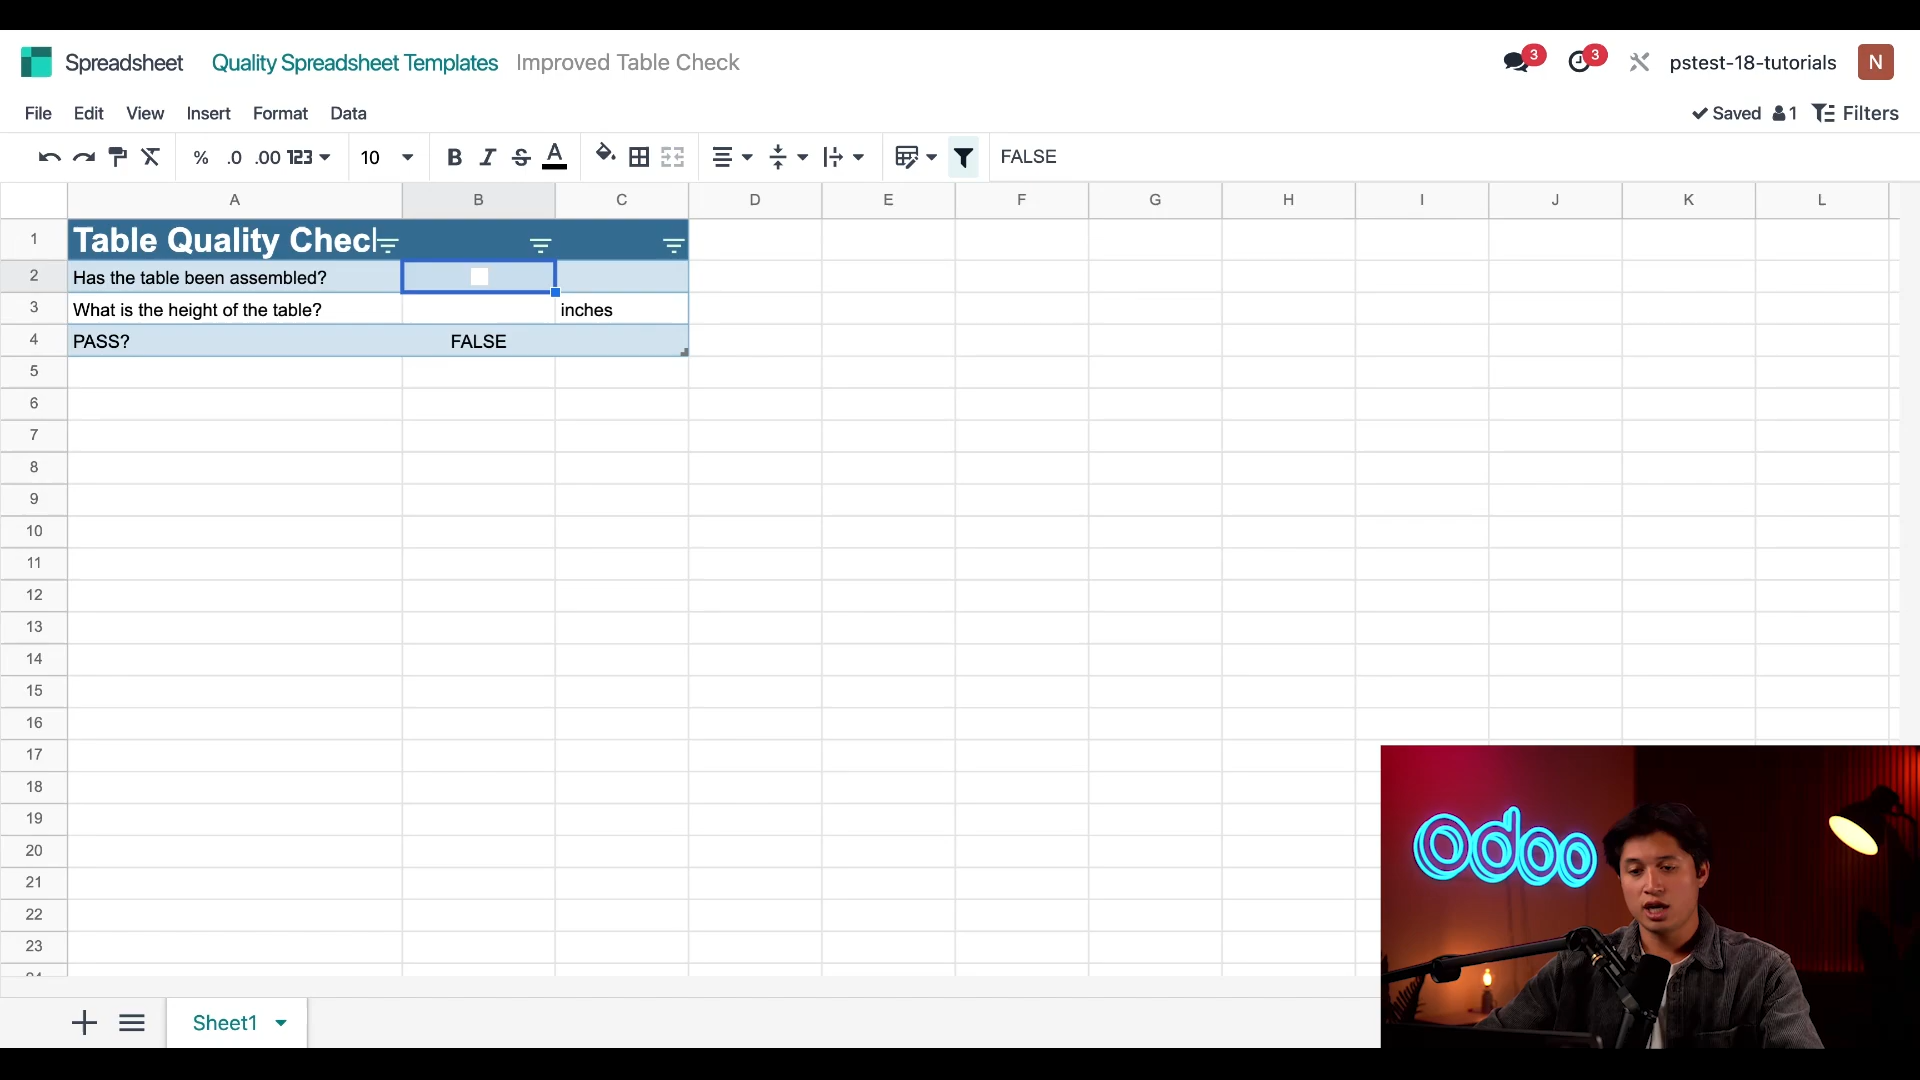 Spreadsheet Quality Spreadsheet Templates Improved Table Check 3 3 pstest-18-tutorials N
File Edit View Insert Format Data Saved 1 Filters
% .0 .00 123 10 B I S A FALSE
A B C D E F G H I J K L
1 Table Quality Chec
2 Has the table been assembled?
3 What is the height of the table? inches
4 PASS? FALSE
5
6
7
8
9
10
11
12
13
14
15
16
17
18
19
20
21
22
23
24
odoo
Sheet1